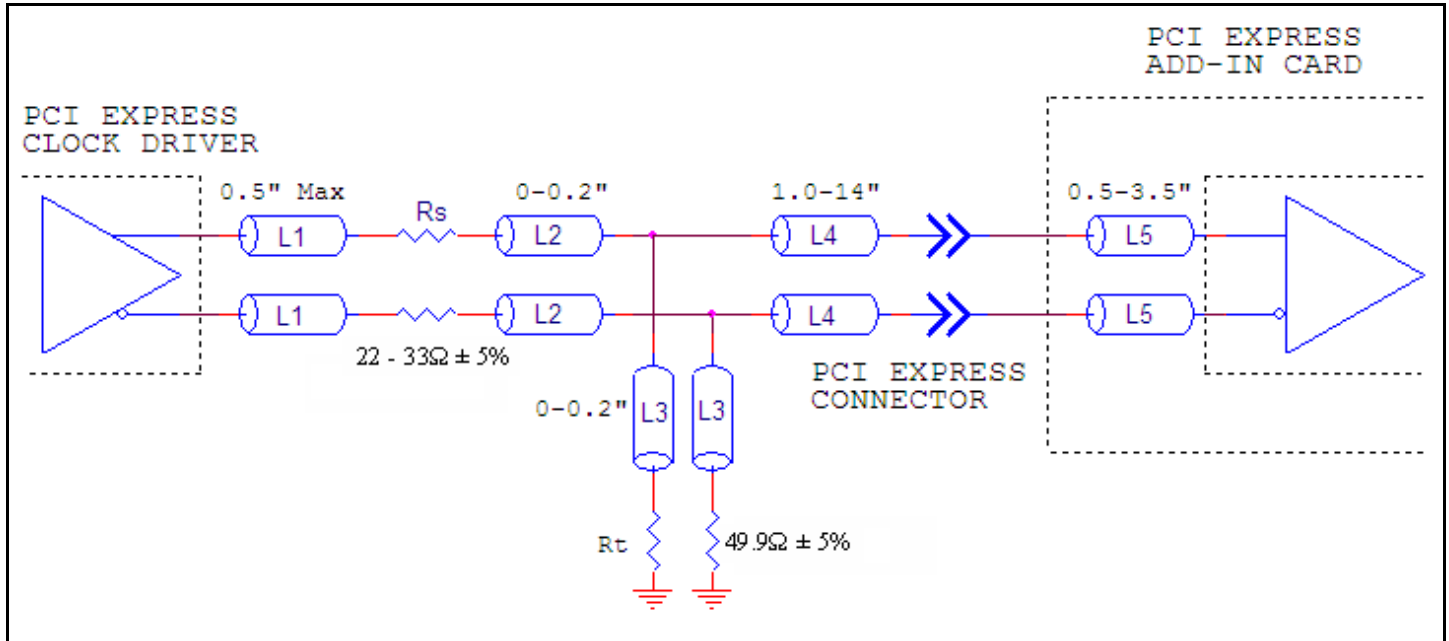 PCI EXPRESS
ADD-IN CARD
PCI EXPRESS
CLOCK DRIVER
0.5" Max
Rs
0-0.2"
1.0-14"
0.5-3.5"
L1
L2
L4
L5
L1
L2
L4
L5
22 - 33Ω ± 5%
PCI EXPRESS
CONNECTOR
0-0.2"
L3
L3
Rt
49.9Ω ± 5%